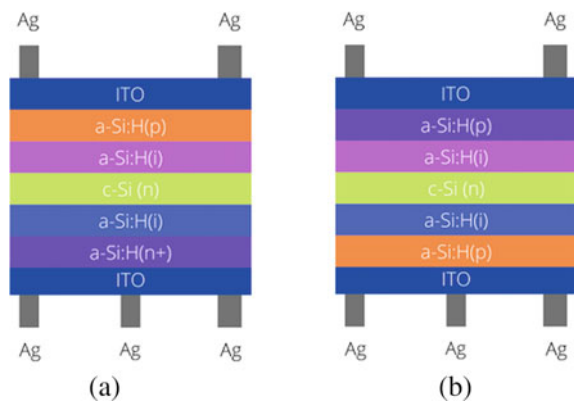 Ag Ag
ITO
a-Si:H(p)
a-Si:H(i)
c-Si (n)
a-Si:H(i)
a-Si:H(n+)
ITO
Ag Ag Ag
(a)
Ag Ag
ITO
a-Si:H(p)
a-Si:H(i)
c-Si (n)
a-Si:H(i)
a-Si:H(p)
ITO
Ag Ag Ag
(b)